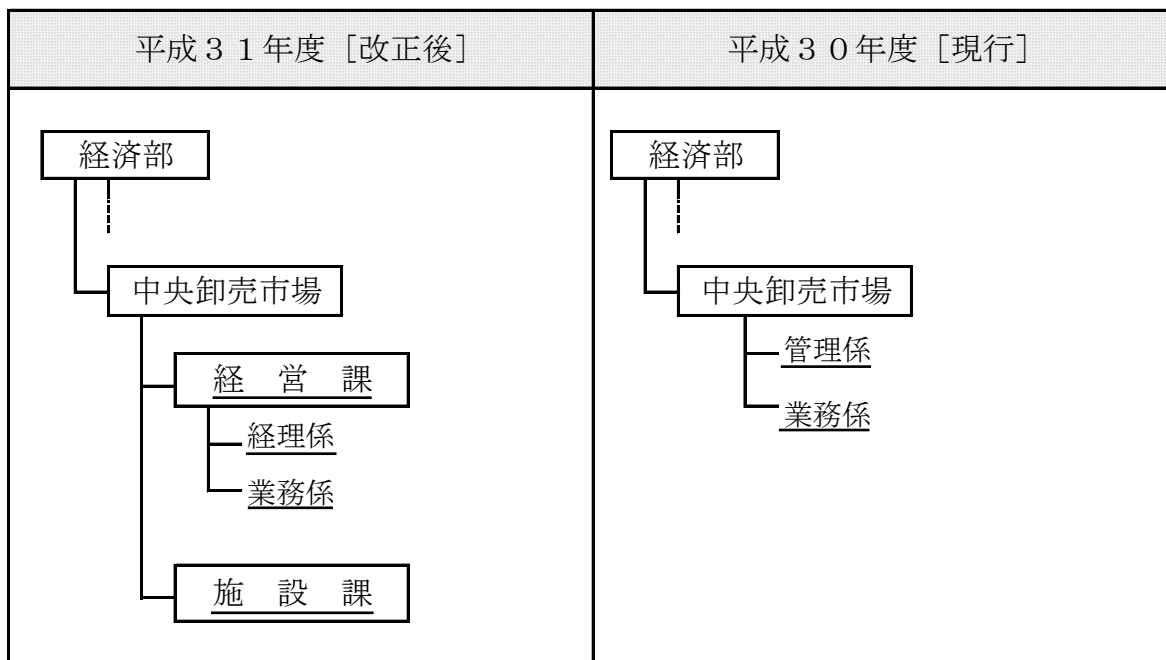 平成３１年度［改正後］
平成３０年度［現行］
経済部
中央卸売市場
経　営　課
経理係
業務係
施　設　課
経済部
中央卸売市場
管理係
業務係